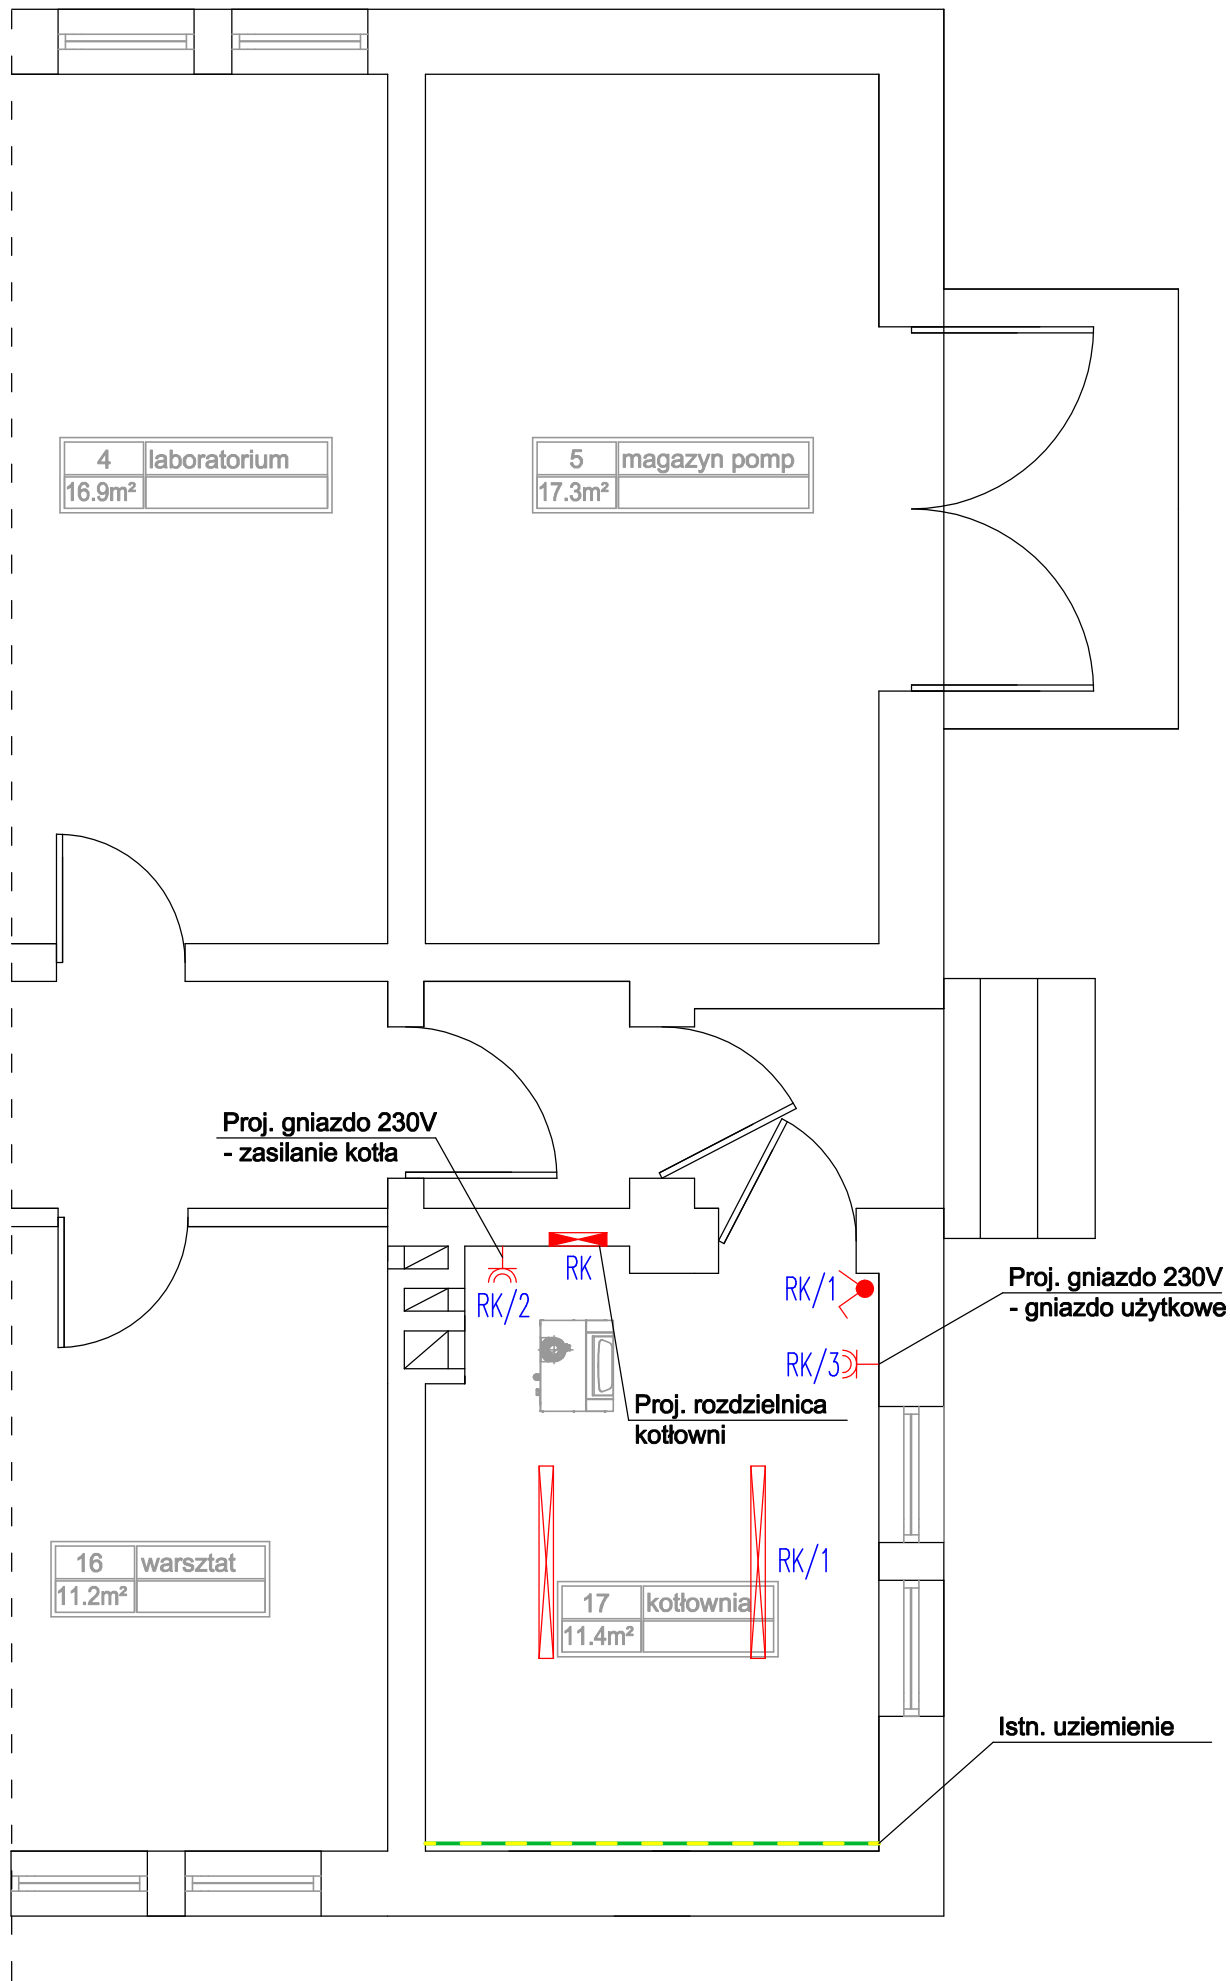 4 laboratorium
16.9m²
5 magazyn pomp
17.3m²
Proj. gniazdo 230V
- zasilanie kotła
RK
RK/2
RK/1
Proj. gniazdo 230V
- gniazdo użytkowe
RK/3
Proj. rozdzielnica
kotłowni
RK/1
16 warsztat
11.2m²
17 kotłownia
11.4m²
Istn. uziemienie